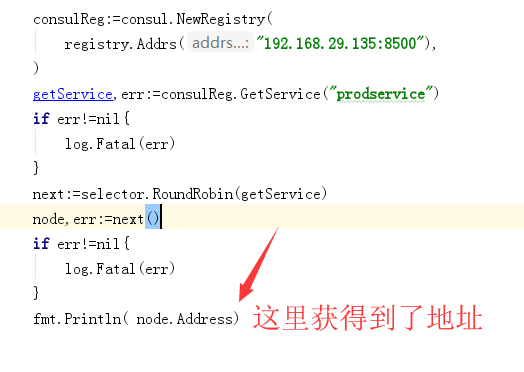 consulReg:=consul.NewRegistry(
registry.Addrs( addrs...: "192.168.29.135:8500"),
)
getService,err:=consulReg.GetService("prodservice")
if err!=nil{
log.Fatal(err)
}
next:=selector.RoundRobin(getService)
node,err:=next()
if err!=nil{
log.Fatal(err)
}
fmt.Println( node.Address) 这里获得到了地址